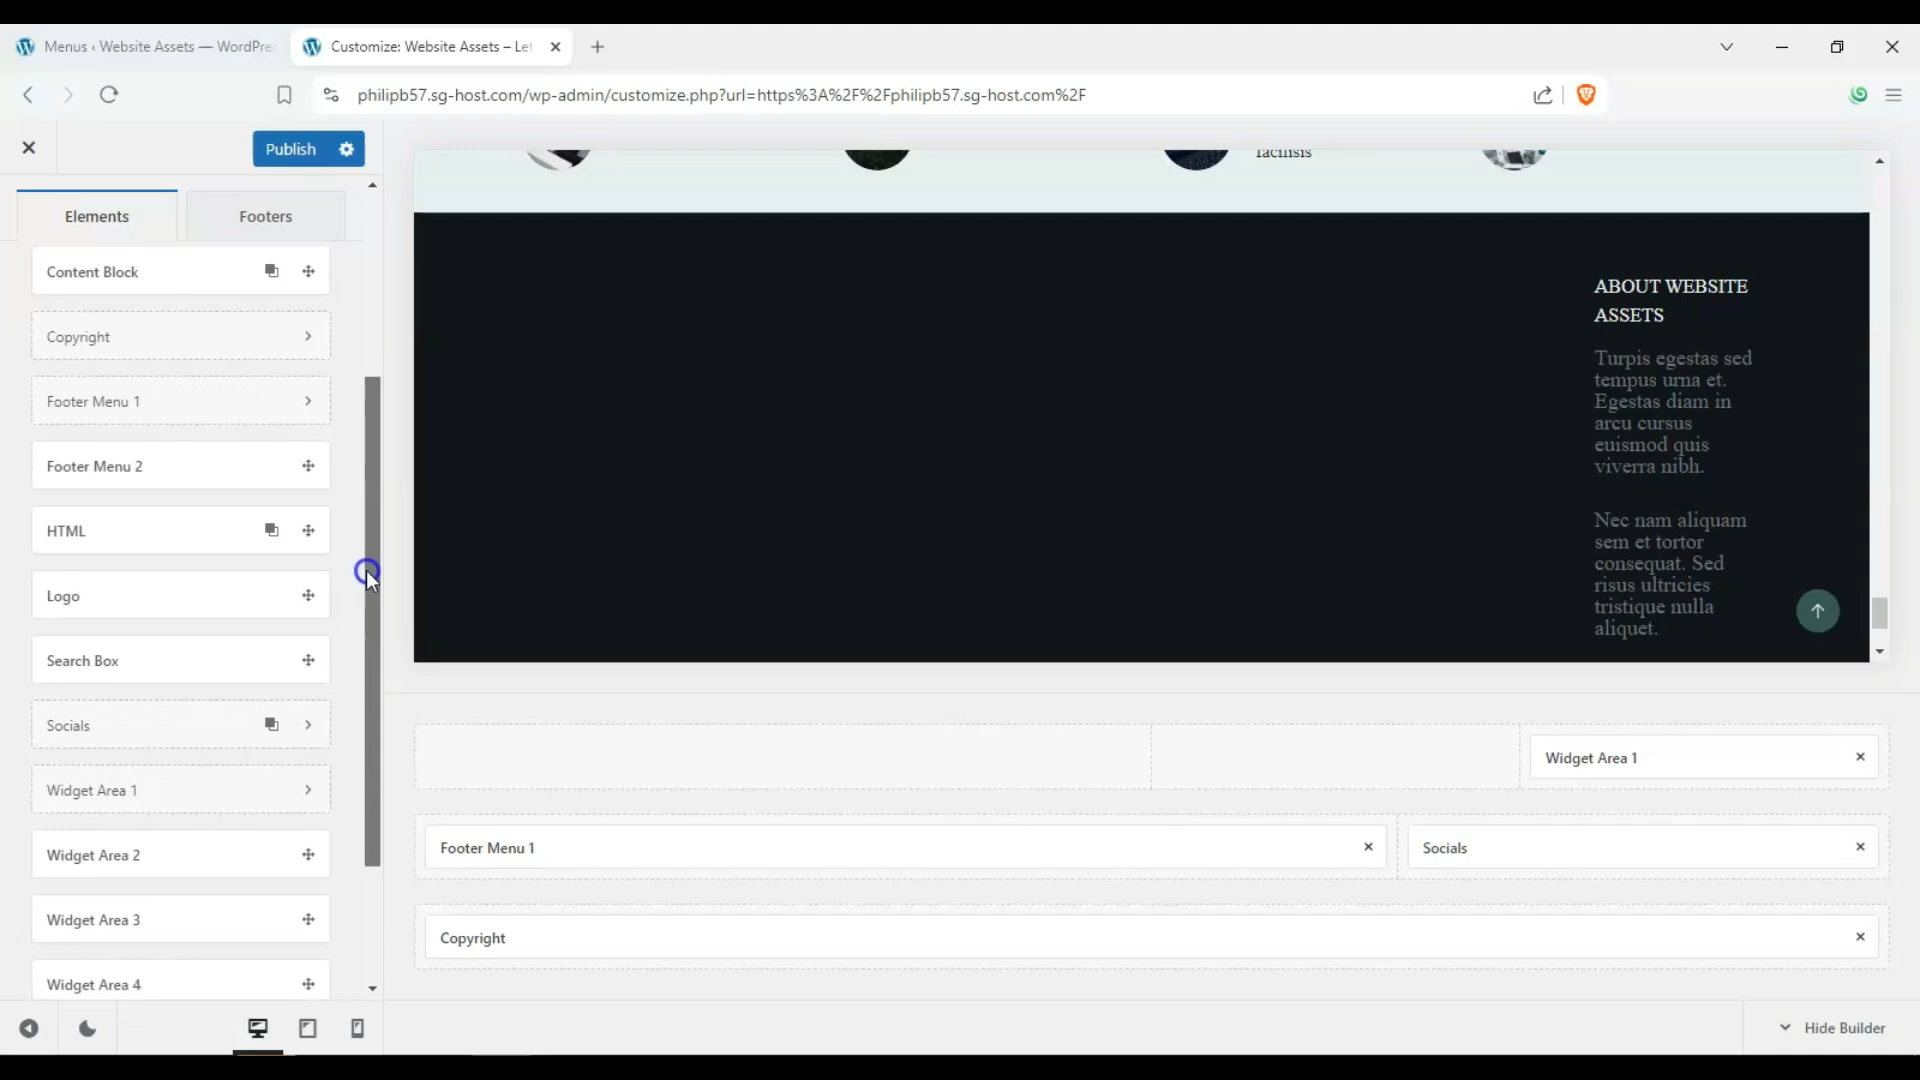 Menus ‹ Website Assets — WordPre
Customize: Website Assets – Let
philipb57.sg-host.com/wp-admin/customize.php?url=https%3A%2F%2Fphilipb57.sg-host.com%2F
Publish
Elements
Footers
Content Block
Copyright
Footer Menu 1
Footer Menu 2
HTML
Logo
Search Box
Socials
Widget Area 1
Widget Area 2
Widget Area 3
Widget Area 4
facilisis
ABOUT WEBSITE
ASSETS
Turpis egestas sed
tempus urna et.
Egestas diam in
arcu cursus
euismod quis
viverra nibh.
Nec nam aliquam
sem et tortor
consequat. Sed
risus ultricies
tristique nulla
aliquet.
Widget Area 1
Footer Menu 1
Socials
Copyright
Hide Builder